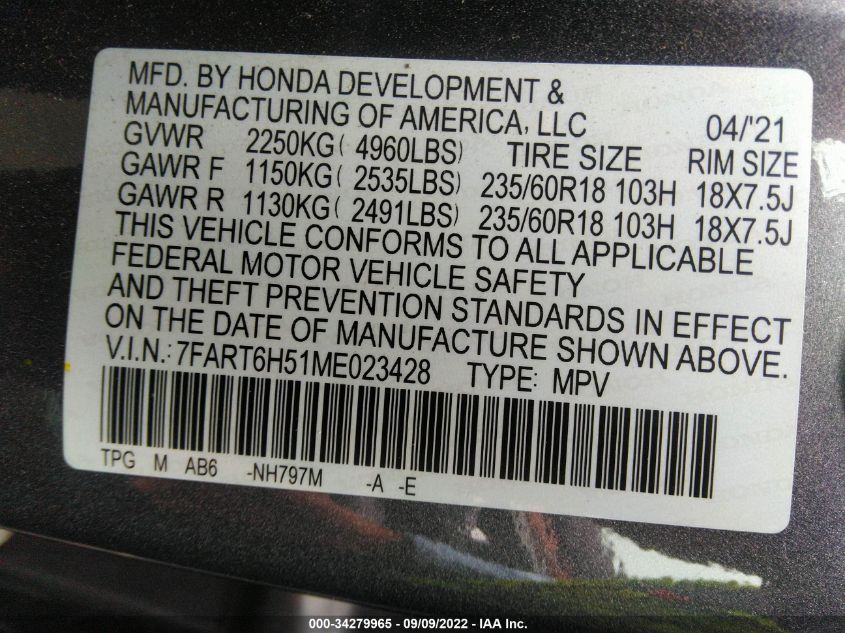 MFD. BY HONDA DEVELOPMENT &
MANUFACTURING OF AMERICA, LLC 04/'21
GVWR 2250KG( 4960LBS) TIRE SIZE RIM SIZE
GAWR F 1150KG( 2535LBS) 235/60R18 103H 18X7.5J
GAWR R 1130KG( 2491LBS) 235/60R18 103H 18X7.5J
THIS VEHICLE CONFORMS TO ALL APPLICABLE
FEDERAL MOTOR VEHICLE SAFETY
AND THEFT PREVENTION STANDARDS IN EFFECT
ON THE DATE OF MANUFACTURE SHOWN ABOVE.
V.I.N.: 7FART6H51ME023428 TYPE: MPV
TPG M AB6 -NH797M -A -E
000-34279965 - 09/09/2022 - IAA Inc.